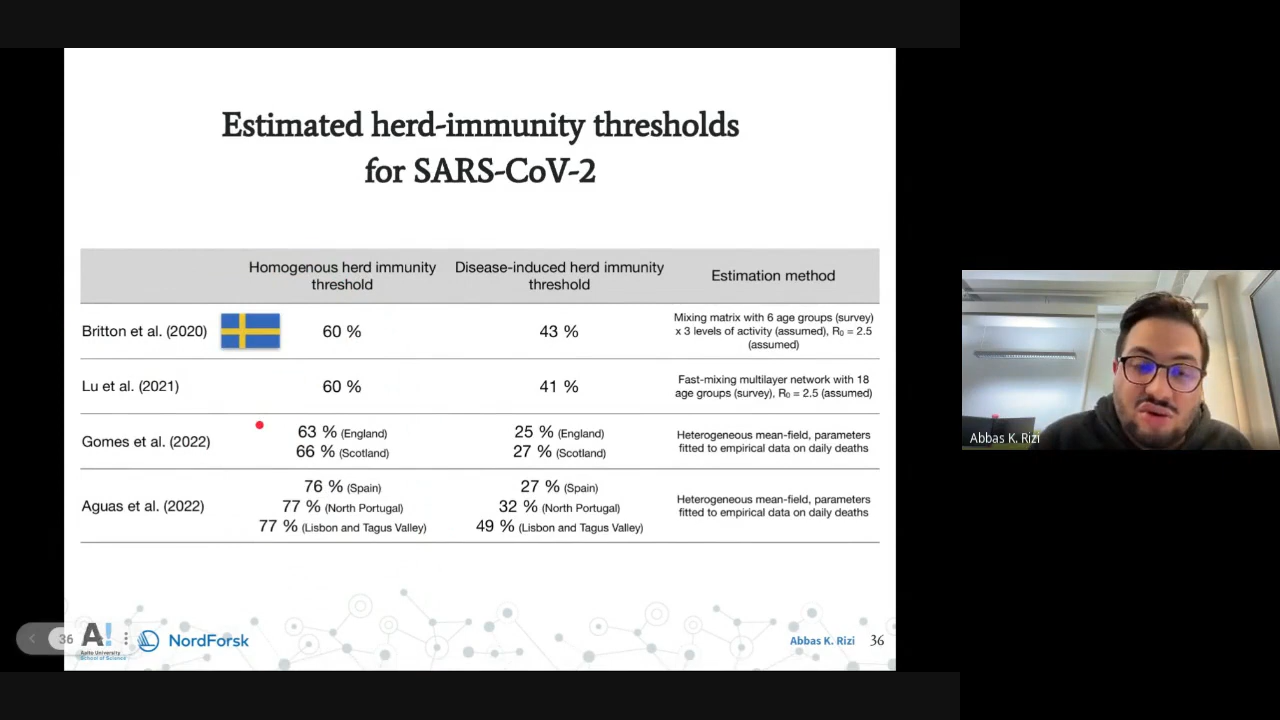 Estimated herd-immunity thresholds
for SARS-CoV-2
Homogenous herd immunity
threshold
Disease-induced herd immunity
threshold
Estimation method
Britton et al. (2020)
60 %
43 %
Mixing matrix with 6 age groups (survey)
x 3 levels of activity (assumed), R₀ = 2.5
(assumed)
Lu et al. (2021)
60 %
41 %
Fast-mixing multilayer network with 18
age groups (survey), R₀ = 2.5 (assumed)
Gomes et al. (2022)
63 % (England)
66 % (Scotland)
25 % (England)
27 % (Scotland)
Heterogeneous mean-field, parameters
fitted to empirical data on daily deaths
Aguas et al. (2022)
76 % (Spain)
77 % (North Portugal)
77 % (Lisbon and Tagus Valley)
27 % (Spain)
32 % (North Portugal)
49 % (Lisbon and Tagus Valley)
Heterogeneous mean-field, parameters
fitted to empirical data on daily deaths
36
A!
Aalto University
School of Science
NordForsk
Abbas K. Rizi 36
Abbas K. Rizi